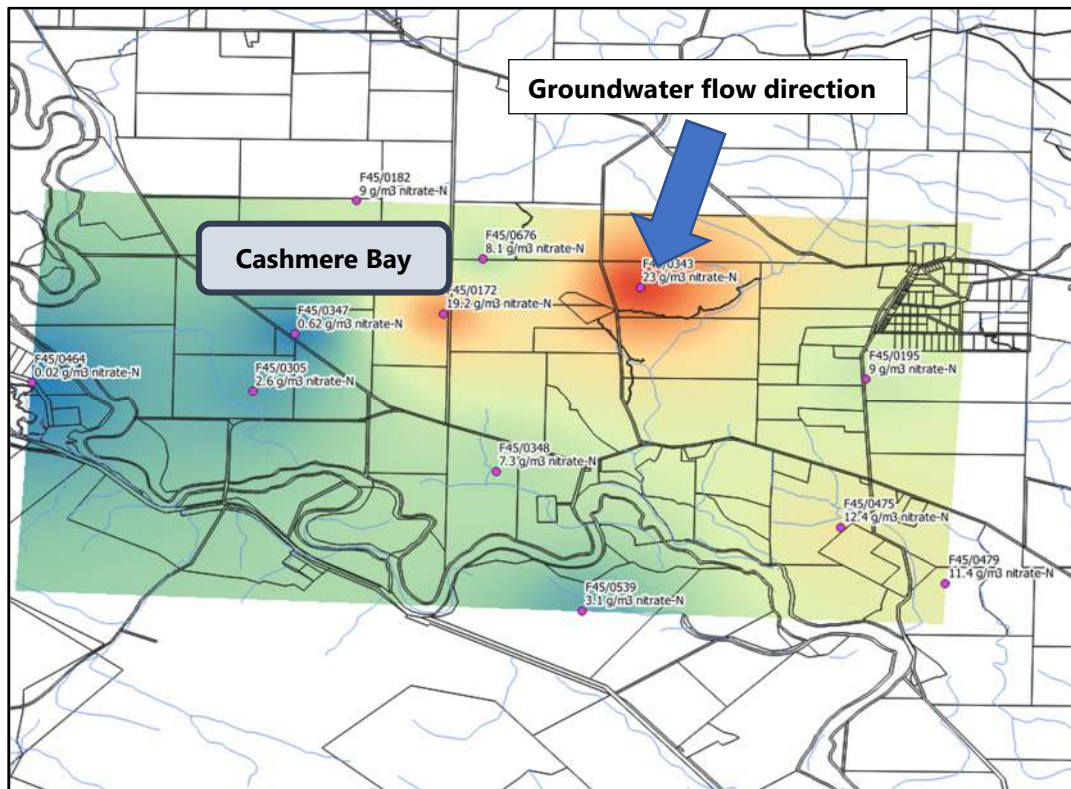 Groundwater flow direction
F45/0182
9 g/m3 nitrate-N
F45/0676
8.1 g/m3 nitrate-N
Cashmere Bay
F45/0343
23 g/m3 nitrate-N
F45/0172
19.2 g/m3 nitrate-N
F45/0347
0.62 g/m3 nitrate-N
F45/0464
0.02 g/m3 nitrate-N
F45/0305
2.6 g/m3 nitrate-N
F45/0195
9 g/m3 nitrate-N
F45/0348
7.3 g/m3 nitrate-N
F45/0475
12.4 g/m3 nitrate-N
F45/0479
11.4 g/m3 nitrate-N
F45/0539
3.1 g/m3 nitrate-N